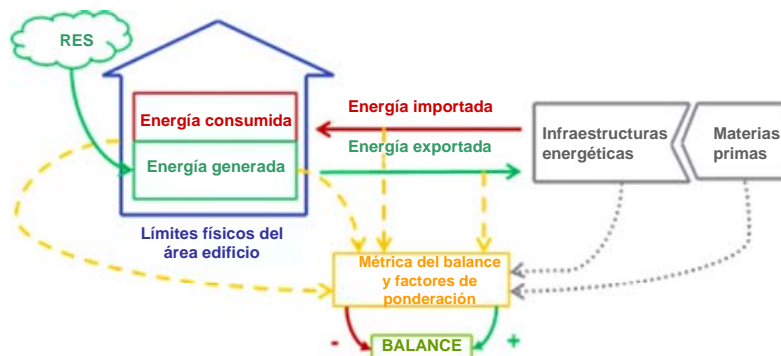 RES
Energía consumida
Energía generada
Límites físicos del
área edificio
Energía importada
Energía exportada
Infraestructuras
energéticas
Materias
primas
Métrica del balance
y factores de
ponderación
-
BALANCE
+